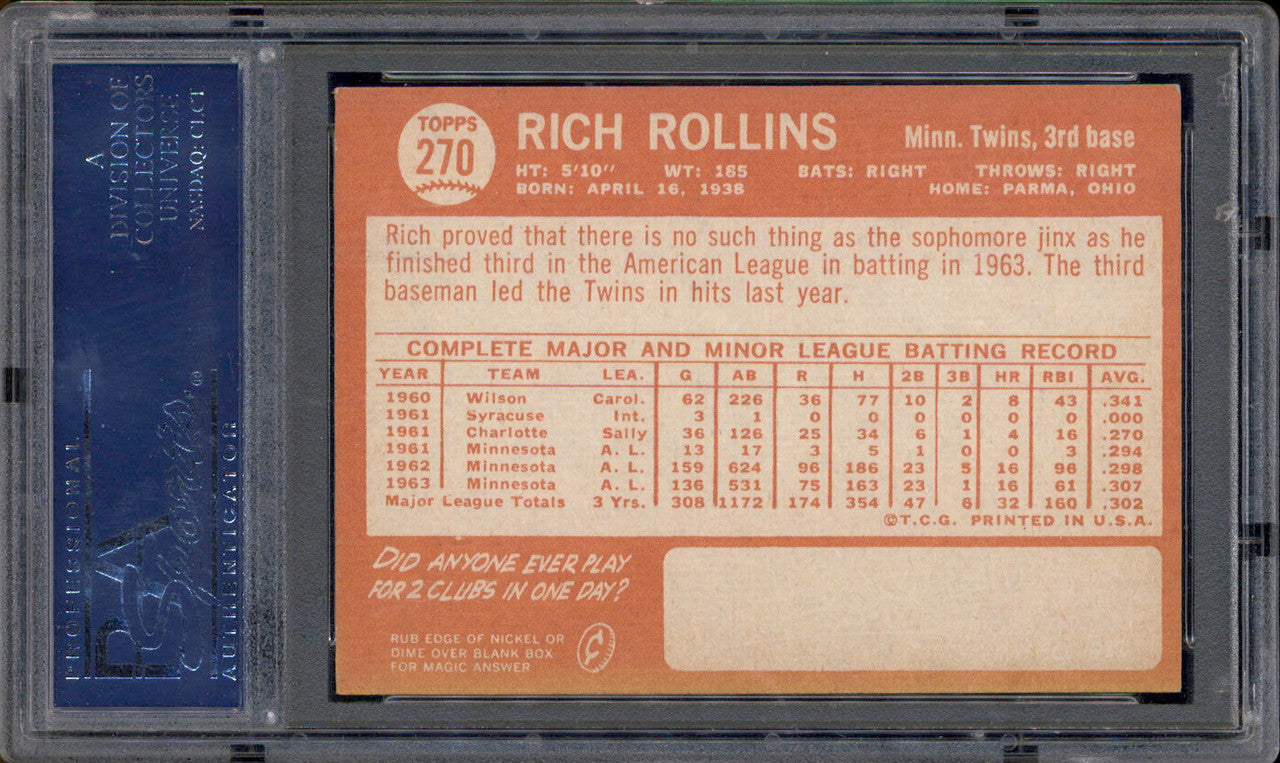 A
DIVISION OF
COLLECTORS
UNIVERSE
NASDAQ: CLCT
PROFESSIONAL
PSA
AUTHENTICATOR
TOPPS
270
RICH ROLLINS
Minn. Twins, 3rd base
HT: 5'10" WT: 185 BATS: RIGHT THROWS: RIGHT
BORN: APRIL 16, 1938 HOME: PARMA, OHIO
Rich proved that there is no such thing as the sophomore jinx as he
finished third in the American League in batting in 1963. The third
baseman led the Twins in hits last year.
COMPLETE MAJOR AND MINOR LEAGUE BATTING RECORD
YEAR TEAM LEA. G AB R H 2B 3B HR RBI AVG.
1960 Wilson Carol. 62 226 36 77 10 2 8 43 .341
1961 Syracuse Int. 3 1 0 0 0 0 0 0 .000
1961 Charlotte Sally 36 126 25 34 6 1 4 16 .270
1961 Minnesota A. L. 13 17 3 5 1 0 0 3 .294
1962 Minnesota A. L. 159 624 96 186 23 5 16 96 .298
1963 Minnesota A. L. 136 531 75 163 23 1 16 61 .307
Major League Totals 3 Yrs. 308 1172 174 354 47 6 32 160 .302
©T.C.G. PRINTED IN U.S.A.
DID ANYONE EVER PLAY
FOR 2 CLUBS IN ONE DAY?
RUB EDGE OF NICKEL OR
DIME OVER BLANK BOX
FOR MAGIC ANSWER